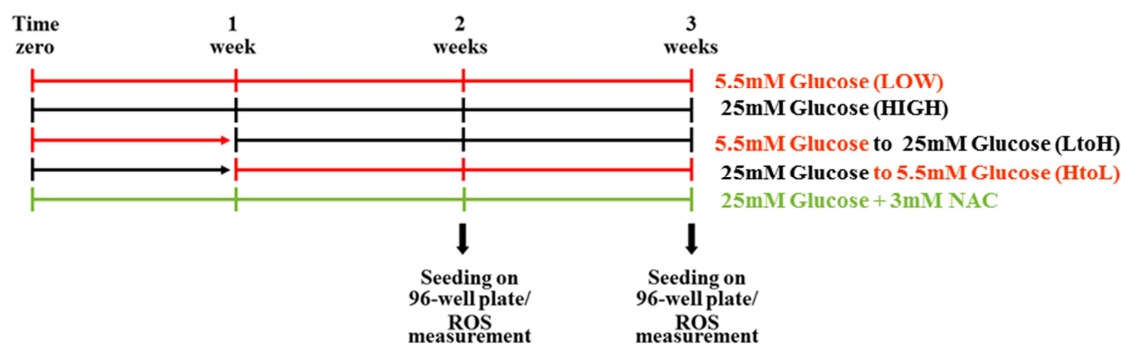 Time
zero
1
week
2
weeks
3
weeks
5.5mM Glucose (LOW)
25mM Glucose (HIGH)
5.5mM Glucose to 25mM Glucose (LtoH)
25mM Glucose to 5.5mM Glucose (HtoL)
25mM Glucose + 3mM NAC
Seeding on
96-well plate/
ROS
measurement
Seeding on
96-well plate/
ROS
measurement